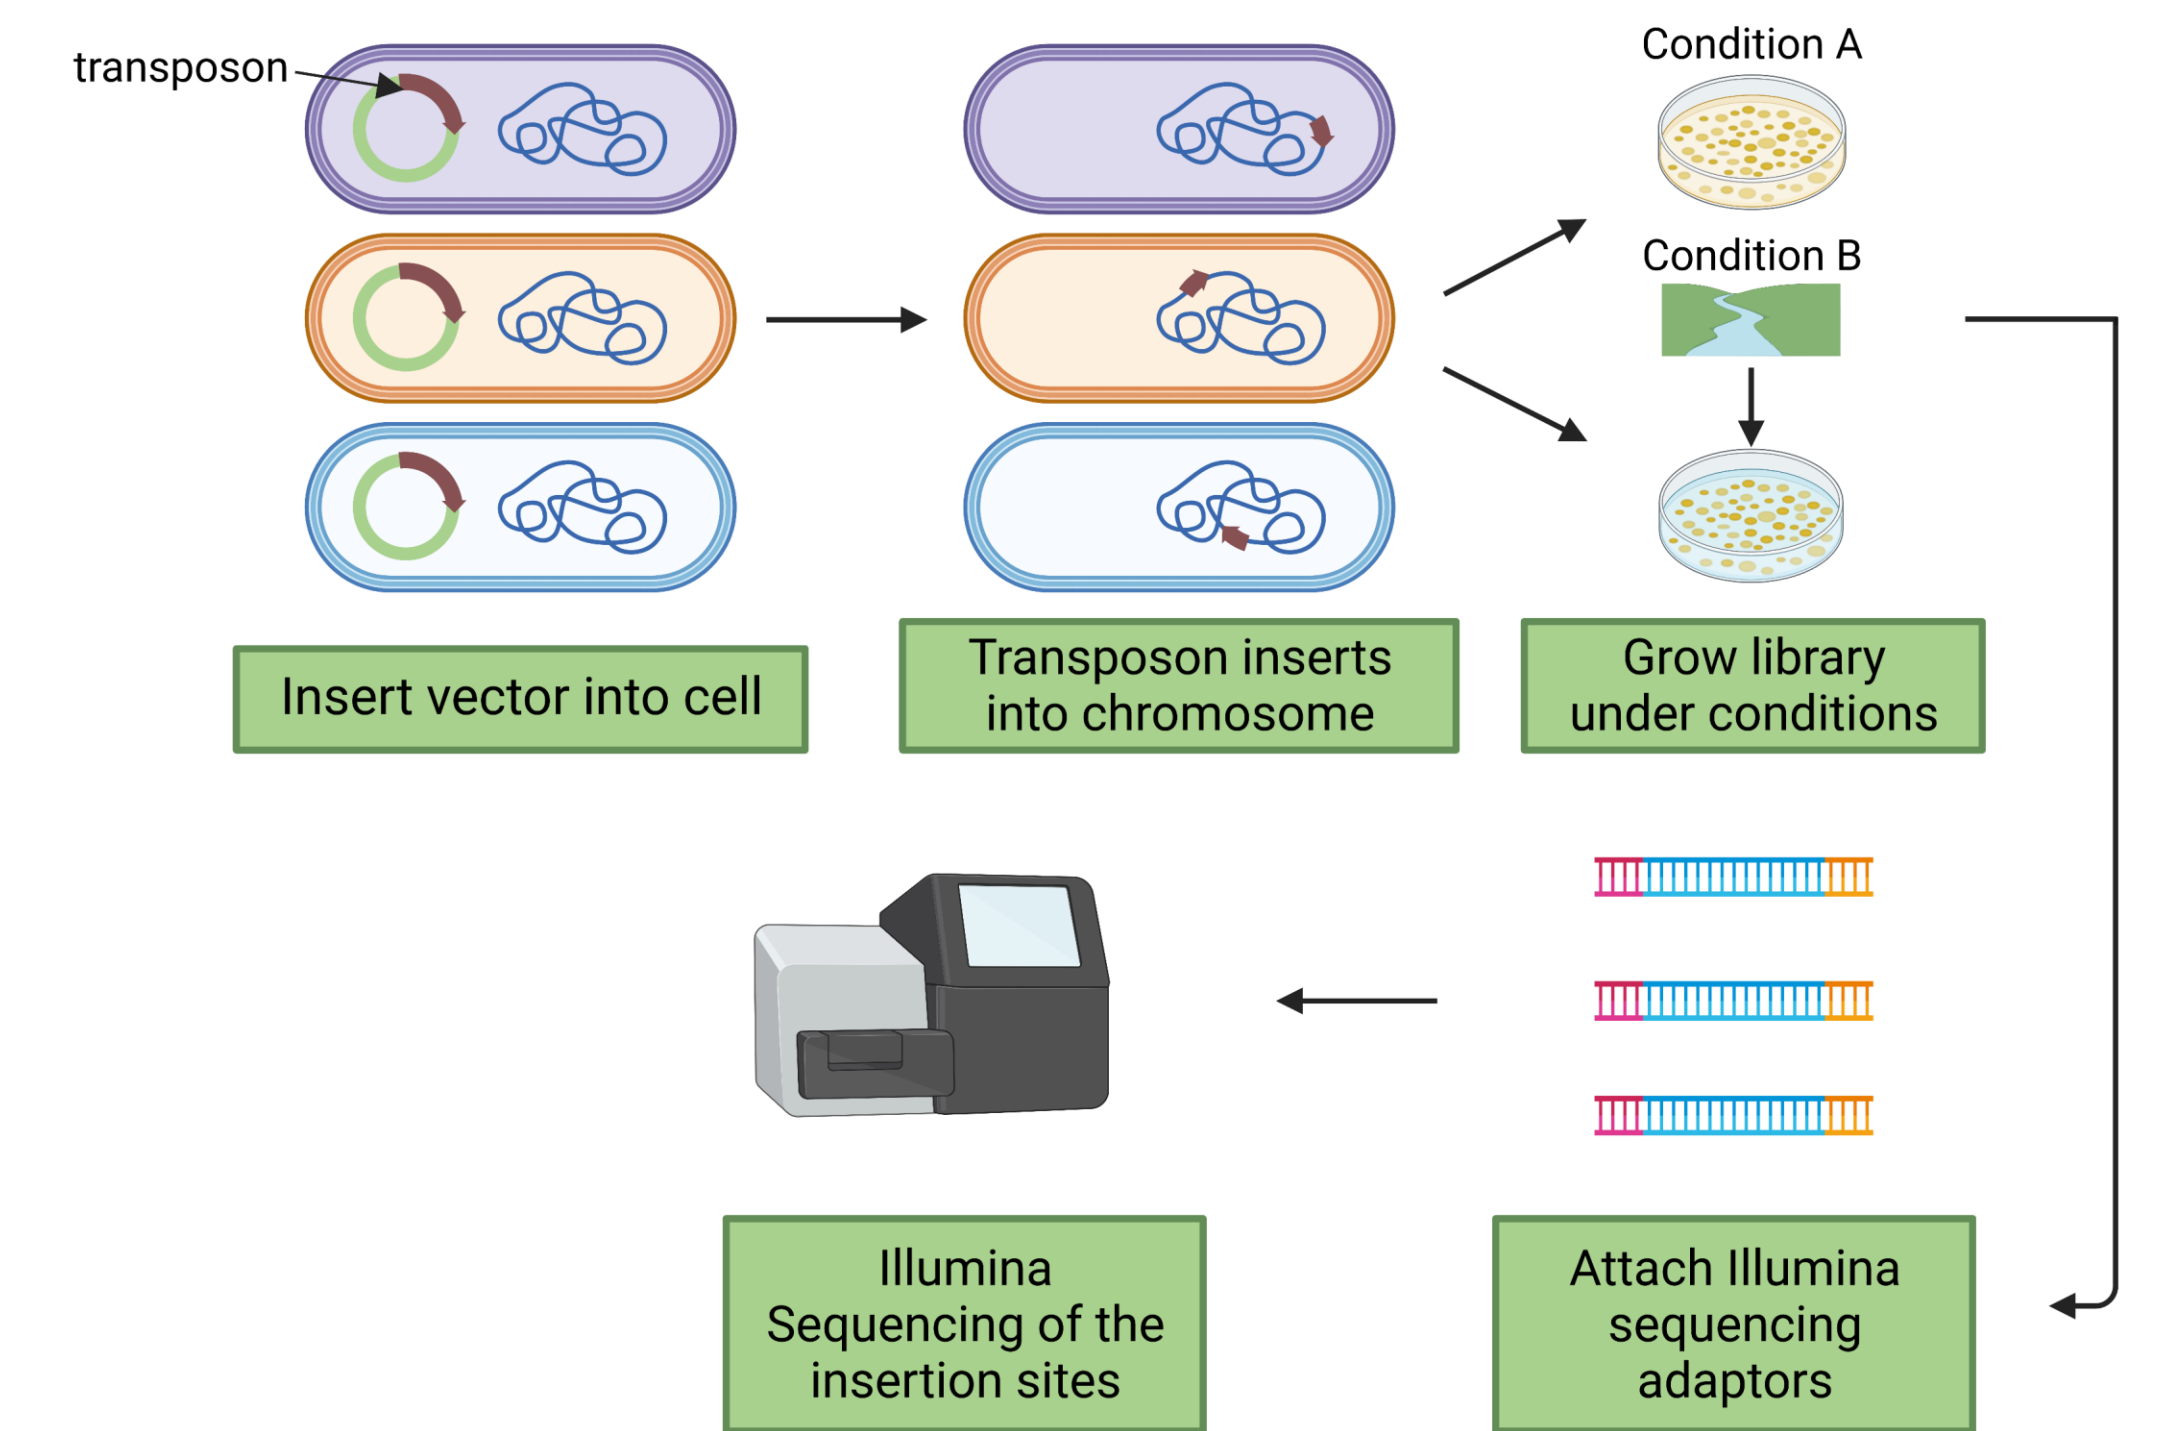 transposon
Condition A
Condition B
Insert vector into cell
Transposon inserts
into chromosome
Grow library
under conditions
Illumina
Sequencing of the
insertion sites
Attach Illumina
sequencing
adaptors